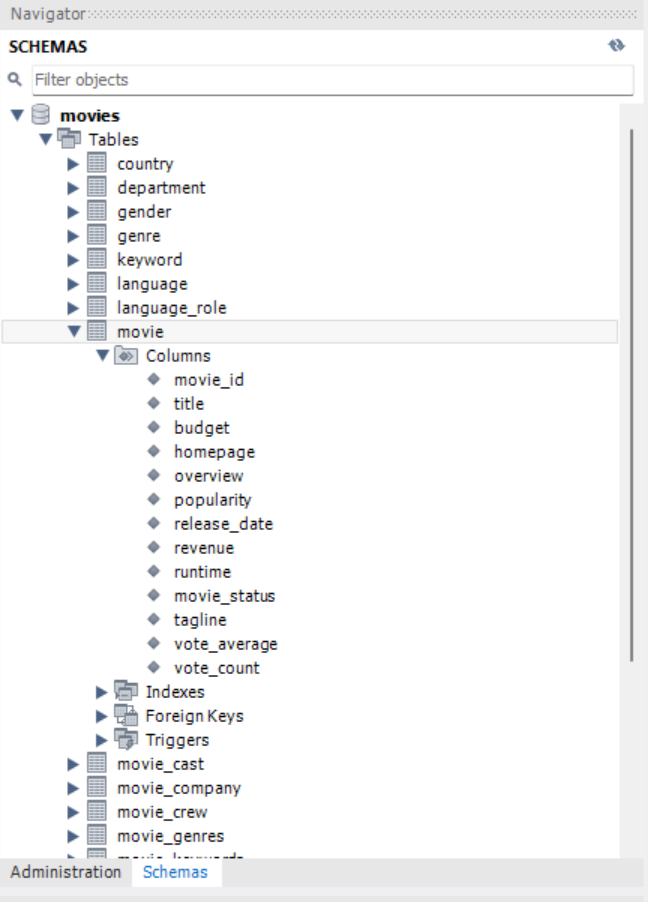 Navigator
SCHEMAS
Filter objects
movies
Tables
country
department
gender
genre
keyword
language
language_role
movie
Columns
movie_id
title
budget
homepage
overview
popularity
release_date
revenue
runtime
movie_status
tagline
vote_average
vote_count
Indexes
Foreign Keys
Triggers
movie_cast
movie_company
movie_crew
movie_genres
movie_keywords
Administration Schemas